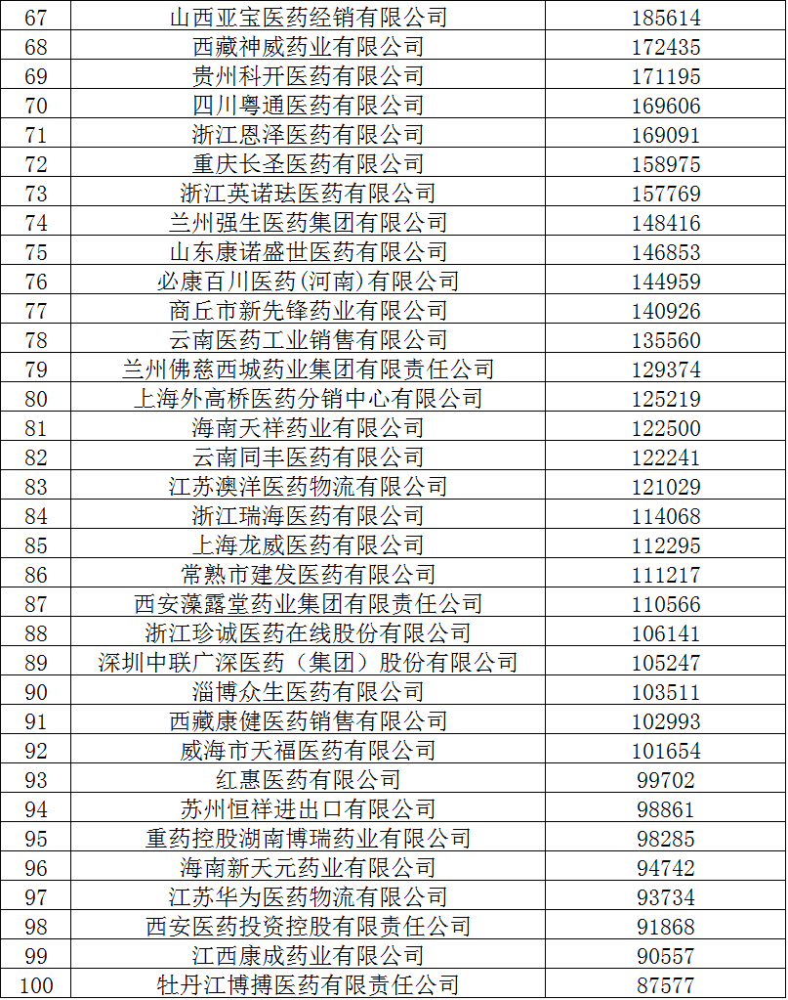 67 山西亚宝医药经销有限公司 185614
68 西藏神威药业有限公司 172435
69 贵州科开医药有限公司 171195
70 四川粤通医药有限公司 169606
71 浙江恩泽医药有限公司 169091
72 重庆长圣医药有限公司 158975
73 浙江英诺珐医药有限公司 157769
74 兰州强生医药集团有限公司 148416
75 山东康诺盛世医药有限公司 146853
76 必康百川医药(河南)有限公司 144959
77 商丘市新先锋药业有限公司 140926
78 云南医药工业销售有限公司 135560
79 兰州佛慈西城药业集团有限责任公司 129374
80 上海外高桥医药分销中心有限公司 125219
81 海南天祥药业有限公司 122500
82 云南同丰医药有限公司 122241
83 江苏澳洋医药物流有限公司 121029
84 浙江瑞海医药有限公司 114068
85 上海龙威医药有限公司 112295
86 常熟市建发医药有限公司 111217
87 西安藻露堂药业集团有限责任公司 110566
88 浙江珍诚医药在线股份有限公司 106141
89 深圳中联广深医药（集团）股份有限公司 105247
90 淄博众生医药有限公司 103511
91 西藏康健医药销售有限公司 102993
92 威海市天福医药有限公司 101654
93 红惠医药有限公司 99702
94 苏州恒祥进出口有限公司 98861
95 重药控股湖南博瑞药业有限公司 98285
96 海南新天元药业有限公司 94742
97 江苏华为医药物流有限公司 93734
98 西安医药投资控股有限责任公司 91868
99 江西康成药业有限公司 90557
100 牡丹江博搏医药有限责任公司 87577